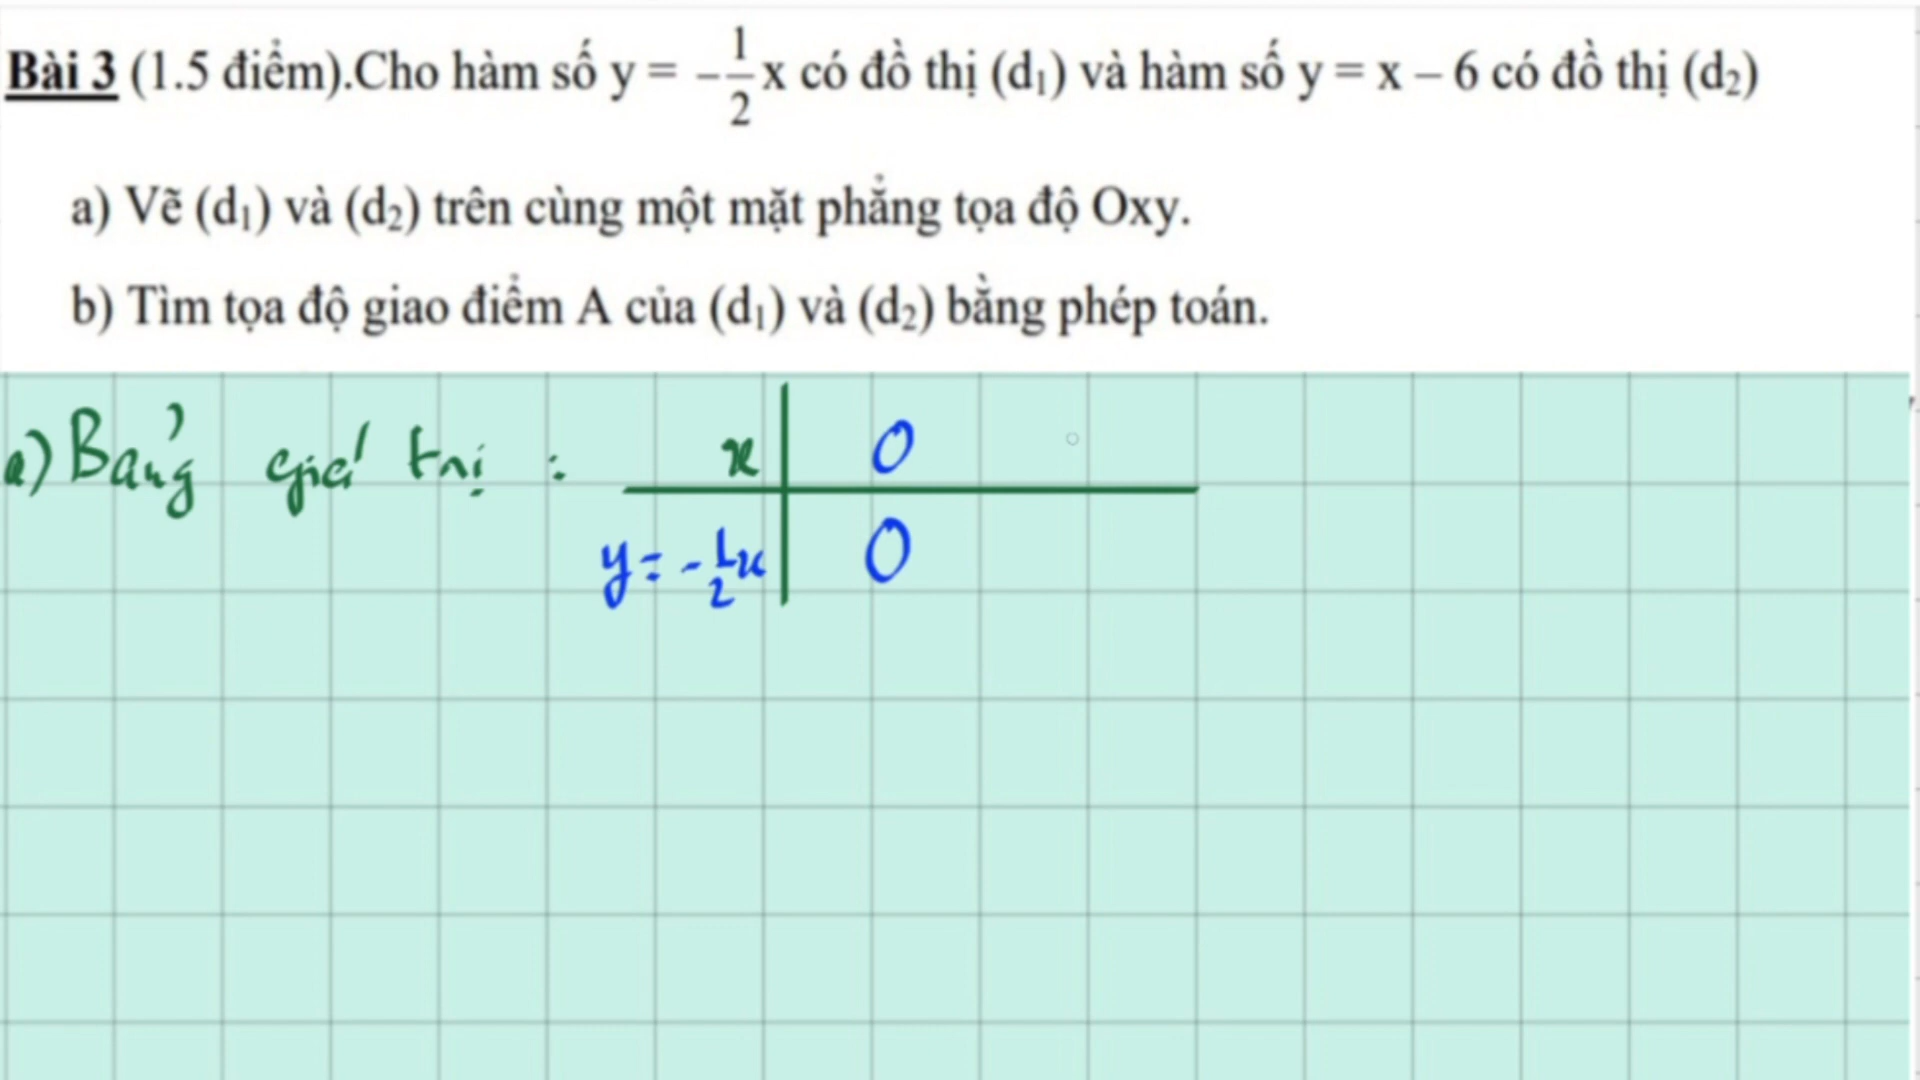 Bài 3 (1.5 điểm).Cho hàm số y = -1/2 x có đồ thị (d₁) và hàm số y = x – 6 có đồ thị (d₂)
a) Vẽ (d₁) và (d₂) trên cùng một mặt phẳng tọa độ Oxy.
b) Tìm tọa độ giao điểm A của (d₁) và (d₂) bằng phép toán.
a) Bảng giá trị : x 0
y = -1/2 x 0